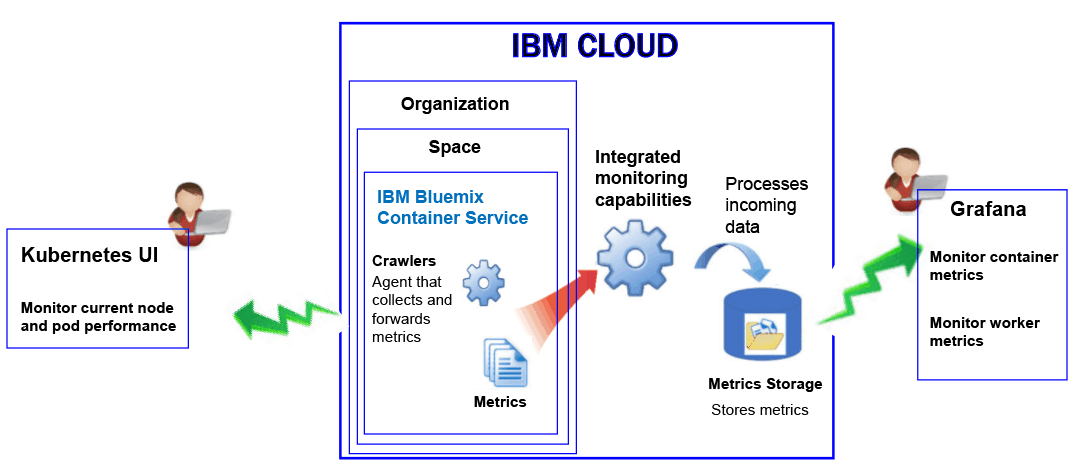 IBM CLOUD
Organization
Space
IBM Bluemix
Container Service
Crawlers
Agent that
collects and
forwards
metrics
Metrics
Integrated
monitoring
capabilities
Processes
incoming
data
Metrics Storage
Stores metrics
Kubernetes UI
Monitor current node
and pod performance
Grafana
Monitor container
metrics
Monitor worker
metrics